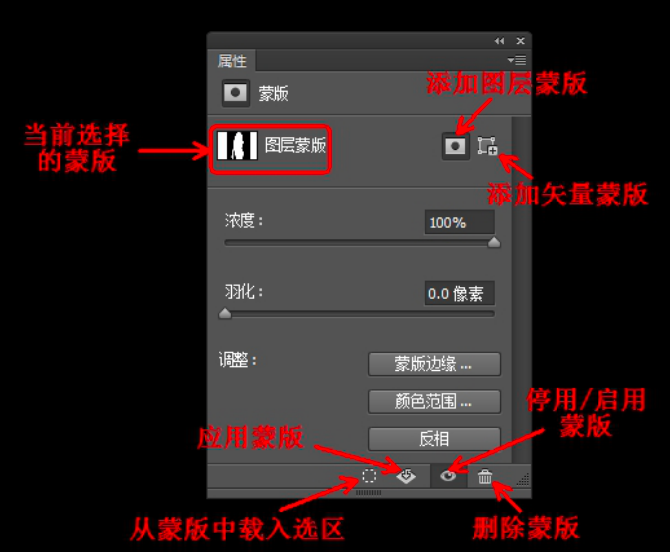 属性
蒙版
添加图层蒙版
当前选择
的蒙版
图层蒙版
添加矢量蒙版
浓度：
100%
羽化：
0.0 像素
调整：
蒙版边缘 ...
颜色范围 ...
停用/启用
蒙版
应用蒙版
反相
从蒙版中载入选区
删除蒙版